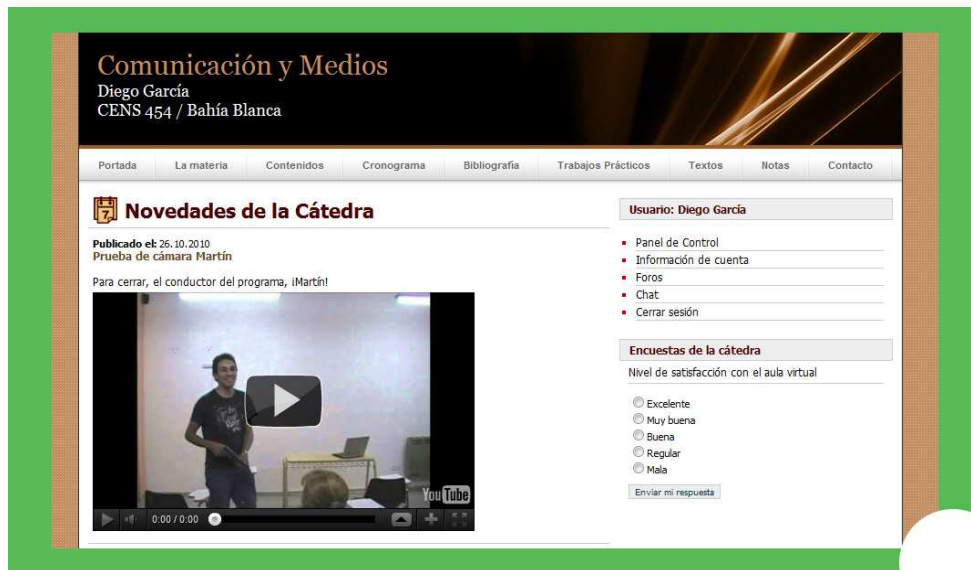 Comunicación y Medios
Diego García
CENS 454 / Bahía Blanca
Portada La materia Contenidos Cronograma Bibliografia Trabajos Prácticos Textos Notas Contacto
7 Novedades de la Cátedra
Publicado el: 26.10.2010
Prueba de cámara Martín
Para cerrar, el conductor del programa, ¡Martín!
YouTube
0:00 / 0:00
Usuario: Diego García
Panel de Control
Información de cuenta
Foros
Chat
Cerrar sesión
Encuestas de la cátedra
Nivel de satisfacción con el aula virtual
Excelente
Muy buena
Buena
Regular
Mala
Enviar mi respuesta